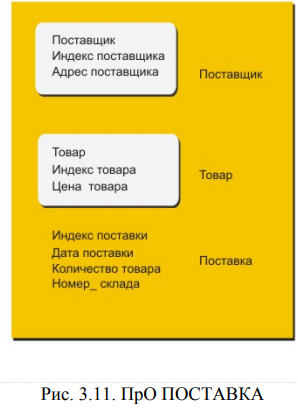 Поставщик
Индекс поставщика
Адрес поставщика
Поставщик
Товар
Индекс товара
Цена товара
Товар
Индекс поставки
Дата поставки
Количество товара
Номер_ склада
Поставка
Рис. 3.11. ПрО ПОСТАВКА